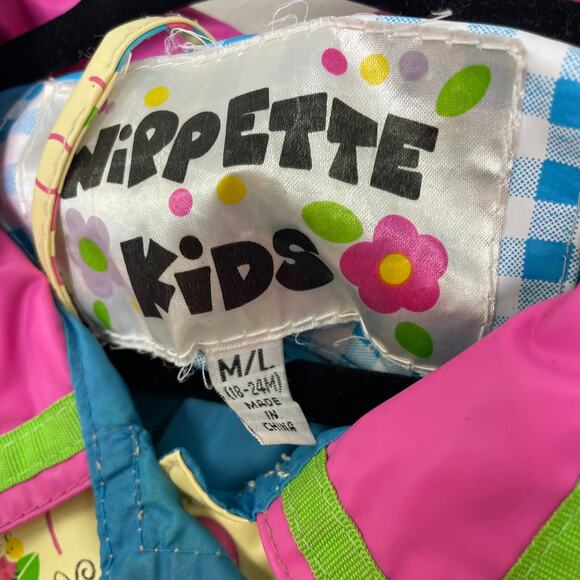 WiPPETTE
KiDS
M/L
(18-24M)
MADE
IN
CHINA